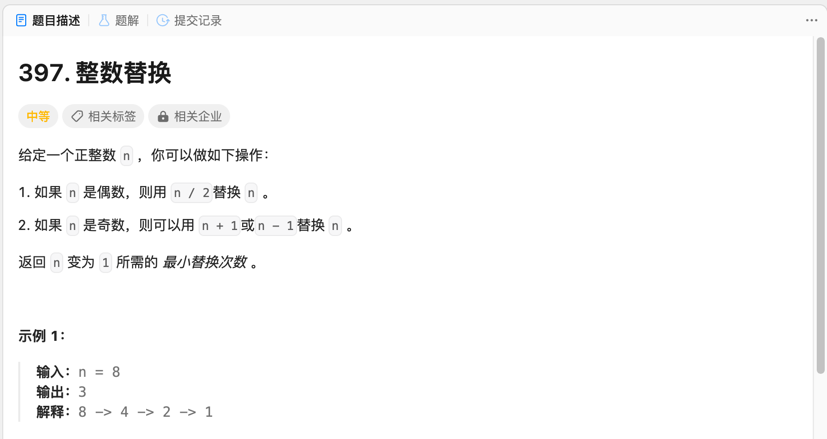 题目描述 题解 提交记录
397. 整数替换
中等 相关标签 相关企业
给定一个正整数 n ，你可以做如下操作：
1. 如果 n 是偶数，则用 n / 2替换 n 。
2. 如果 n 是奇数，则可以用 n + 1或n - 1替换 n 。
返回 n 变为 1 所需的 最小替换次数 。
示例 1：
输入：n = 8
输出：3
解释：8 -> 4 -> 2 -> 1